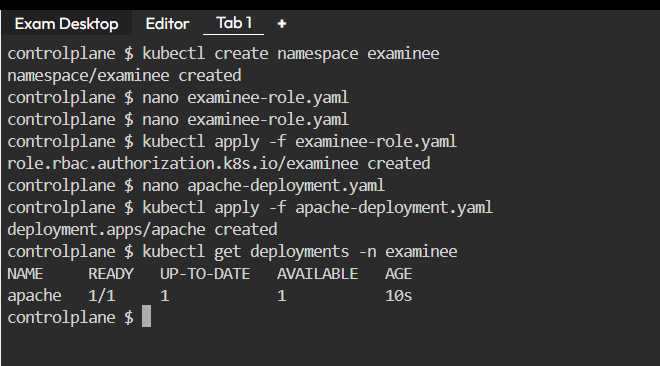 Exam Desktop Editor Tab 1 +
controlplane $ kubectl create namespace examinee
namespace/examinee created
controlplane $ nano examinee-role.yaml
controlplane $ nano examinee-role.yaml
controlplane $ kubectl apply -f examinee-role.yaml
role.rbac.authorization.k8s.io/examinee created
controlplane $ nano apache-deployment.yaml
controlplane $ kubectl apply -f apache-deployment.yaml
deployment.apps/apache created
controlplane $ kubectl get deployments -n examinee
NAME     READY   UP-TO-DATE   AVAILABLE   AGE
apache   1/1     1            1           10s
controlplane $